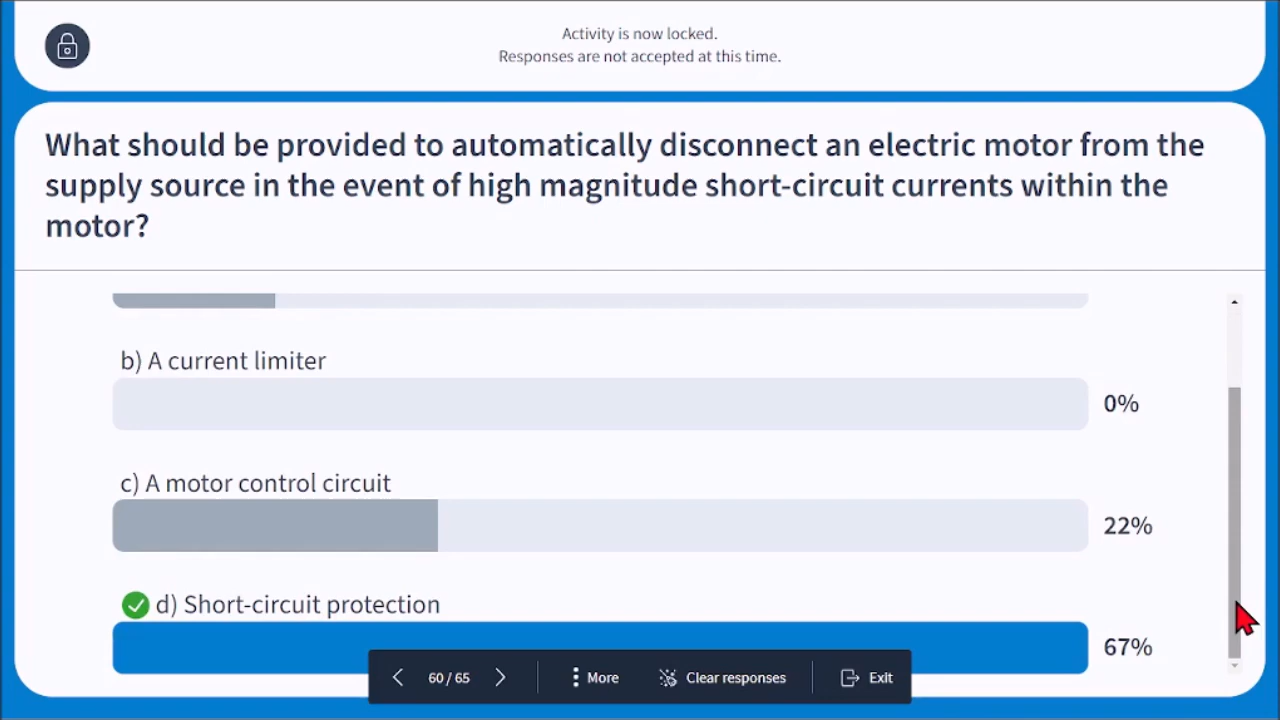 Activity is now locked.
Responses are not accepted at this time.
What should be provided to automatically disconnect an electric motor from the
supply source in the event of high magnitude short-circuit currents within the
motor?
b) A current limiter
0%
c) A motor control circuit
22%
d) Short-circuit protection
67%
60 / 65
More
Clear responses
Exit